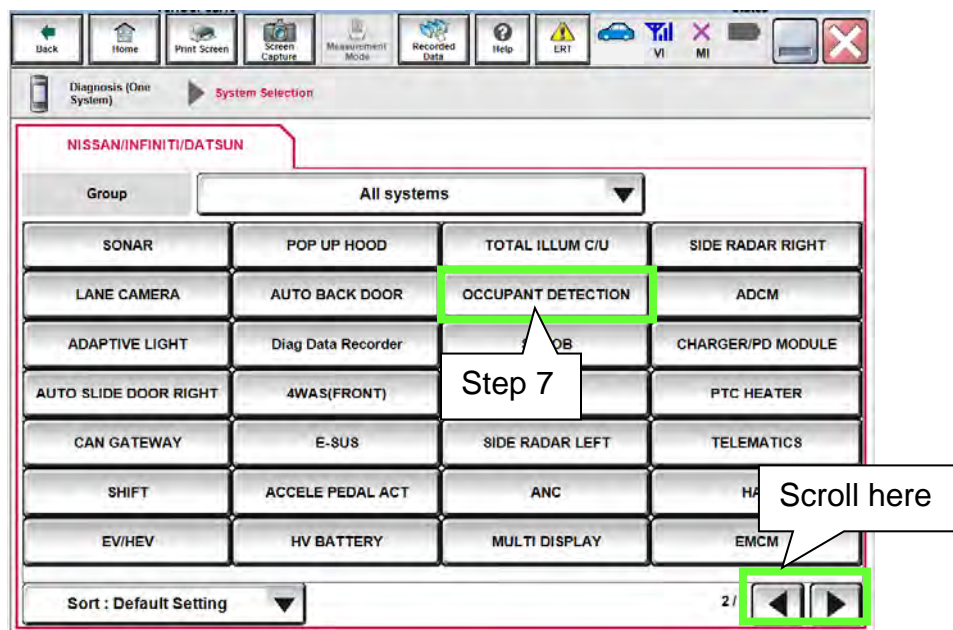 Back
Home
Print Screen
Screen
Capture
Measurement
Mode
Recorded
Data
Help
ERT
VI
MI
Diagnosis (One
System)
System Selection
NISSAN/INFINITI/DATSUN
Group
All systems
SONAR
POP UP HOOD
TOTAL ILLUM C/U
SIDE RADAR RIGHT
LANE CAMERA
AUTO BACK DOOR
OCCUPANT DETECTION
ADCM
ADAPTIVE LIGHT
Diag Data Recorder
CHARGER/PD MODULE
Step 7
AUTO SLIDE DOOR RIGHT
4WAS(FRONT)
PTC HEATER
CAN GATEWAY
E-SUS
SIDE RADAR LEFT
TELEMATICS
SHIFT
ACCELE PEDAL ACT
ANC
Scroll here
EV/HEV
HV BATTERY
MULTI DISPLAY
EMCM
Sort : Default Setting
2/